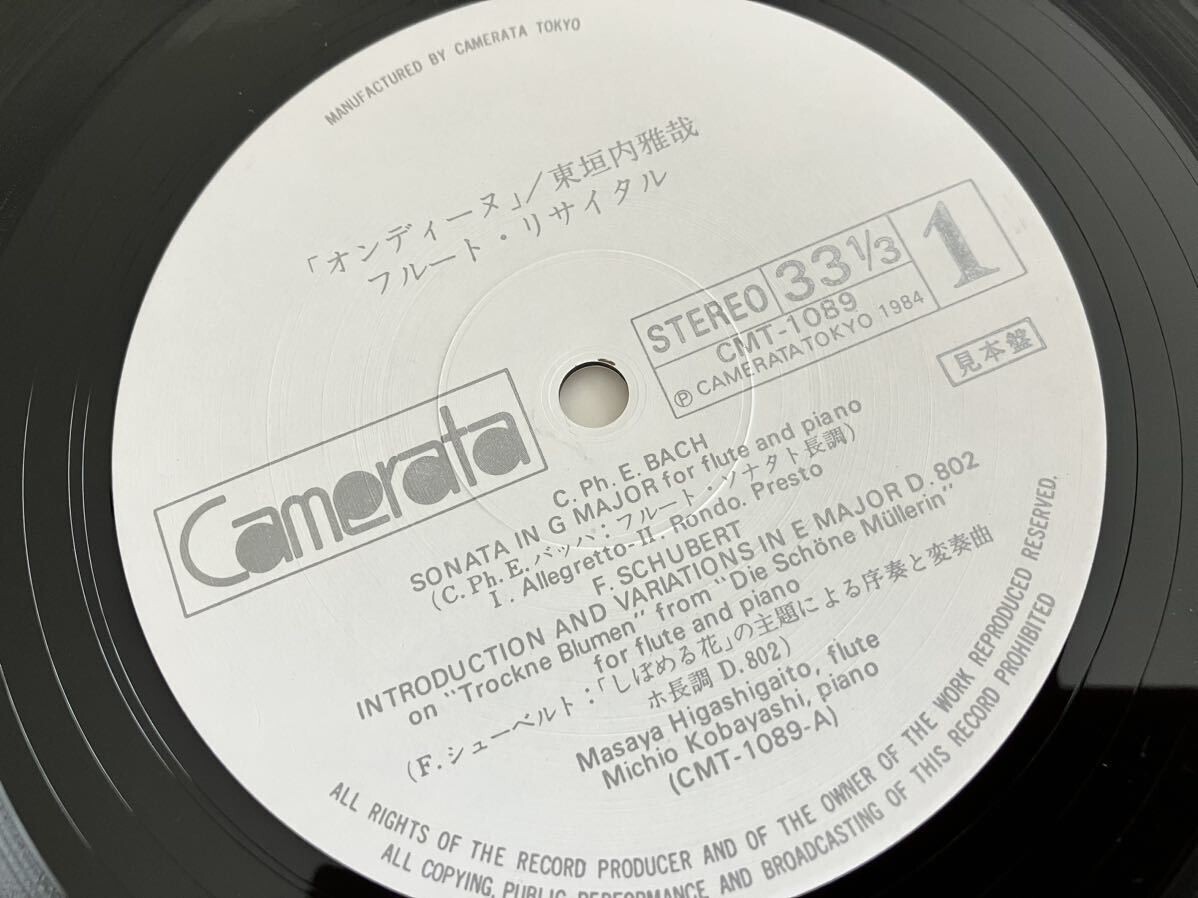 MANUFACTURED BY CAMERATA TOKYO
「オンディーヌ」/東垣内雅哉
フルート・リサイタル
STEREO 33 1/3 1
CMT-1089
Ⓟ CAMERATA TOKYO 1984
見本盤
Camerata
C. Ph. E. BACH
SONATA IN G MAJOR for flute and piano
(C. Ph. E. バッハ：フルート・ソナタト長調)
I. Allegretto-II. Rondo. Presto
F. SCHUBERT
INTRODUCTION AND VARIATIONS IN E MAJOR D. 802
on "Trockne Blumen" from "Die Schöne Müllerin"
for flute and piano
(F. シューベルト：「しぼめる花」の主題による序奏と変奏曲
ホ長調 D. 802)
Masaya Higashigaito, flute
Michio Kobayashi, piano
(CMT-1089-A)
ALL RIGHTS OF THE RECORD PRODUCER AND OF THE OWNER OF THE WORK REPRODUCED RESERVED.
ALL COPYING, PUBLIC PERFORMANCE AND BROADCASTING OF THIS RECORD PROHIBITED